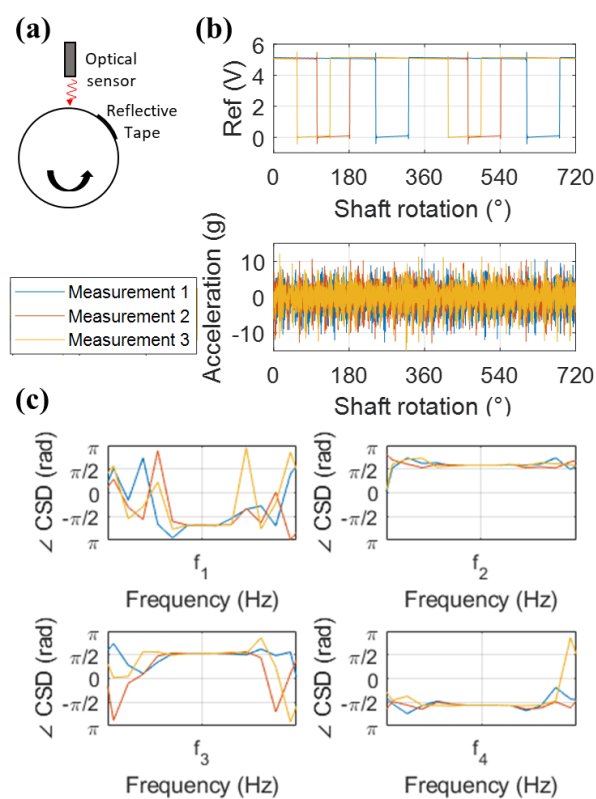 (a)
Optical
sensor
Reflective
Tape
(b)
Ref (V)
6
4
2
0
0 180 360 540 720
Shaft rotation (°)
Acceleration (g)
10
0
-10
0 180 360 540 720
Shaft rotation (°)
Measurement 1
Measurement 2
Measurement 3
(c)
∠ CSD (rad)
π
π/2
0
-π/2
π
f1
Frequency (Hz)
∠ CSD (rad)
π
π/2
0
-π/2
π
f2
Frequency (Hz)
∠ CSD (rad)
π
π/2
0
-π/2
π
f3
Frequency (Hz)
∠ CSD (rad)
π
π/2
0
-π/2
π
f4
Frequency (Hz)